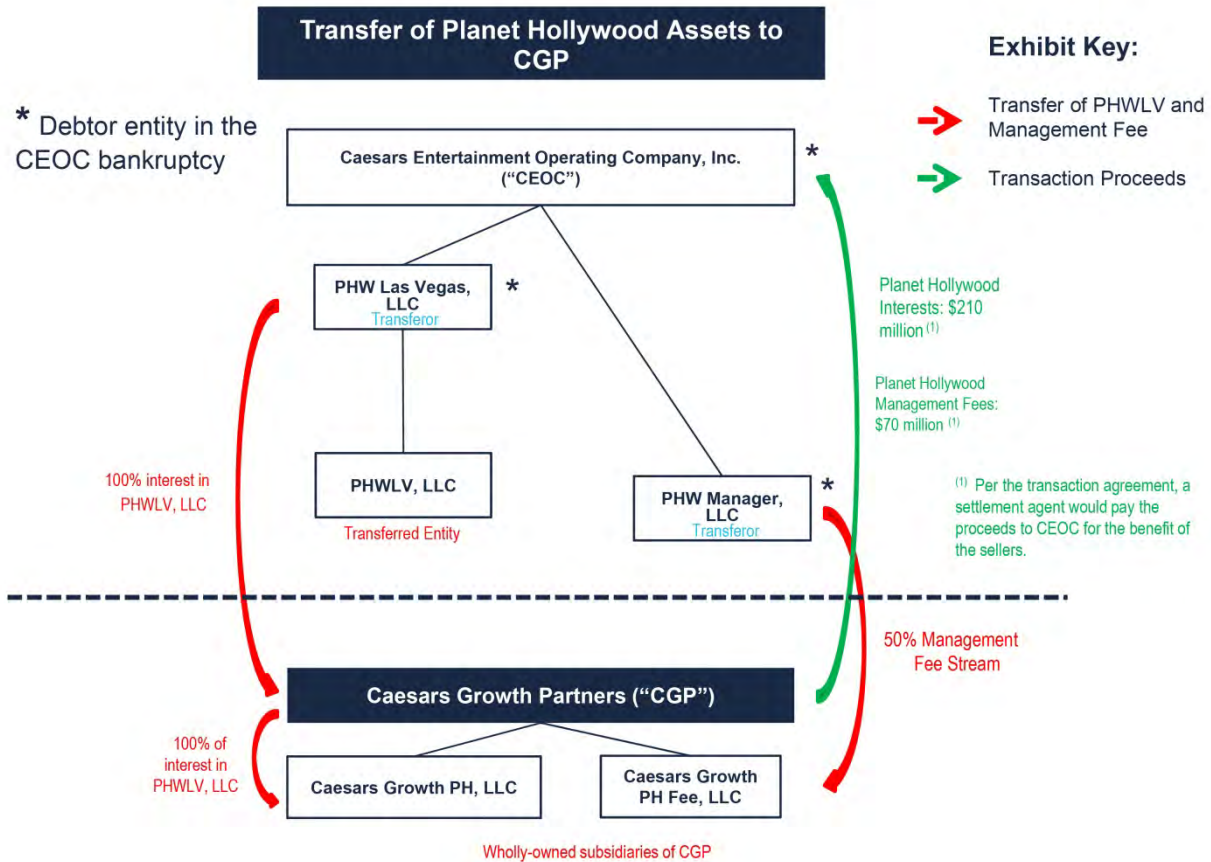 Transfer of Planet Hollywood Assets to
CGP
Exhibit Key:
Transfer of PHWLV and
Management Fee
Transaction Proceeds
* Debtor entity in the
CEOC bankruptcy
Caesars Entertainment Operating Company, Inc.
(“CEOC”)
*
PHW Las Vegas,
LLC
Transferor
*
Planet Hollywood
Interests: $210
million (1)
Planet Hollywood
Management Fees:
$70 million (1)
100% interest in
PHWLV, LLC
PHWLV, LLC
Transferred Entity
PHW Manager,
LLC
Transferor
*
(1) Per the transaction agreement, a
settlement agent would pay the
proceeds to CEOC for the benefit of
the sellers.
50% Management
Fee Stream
Caesars Growth Partners (“CGP”)
100% of
interest in
PHWLV, LLC
Caesars Growth PH, LLC
Caesars Growth
PH Fee, LLC
Wholly-owned subsidiaries of CGP